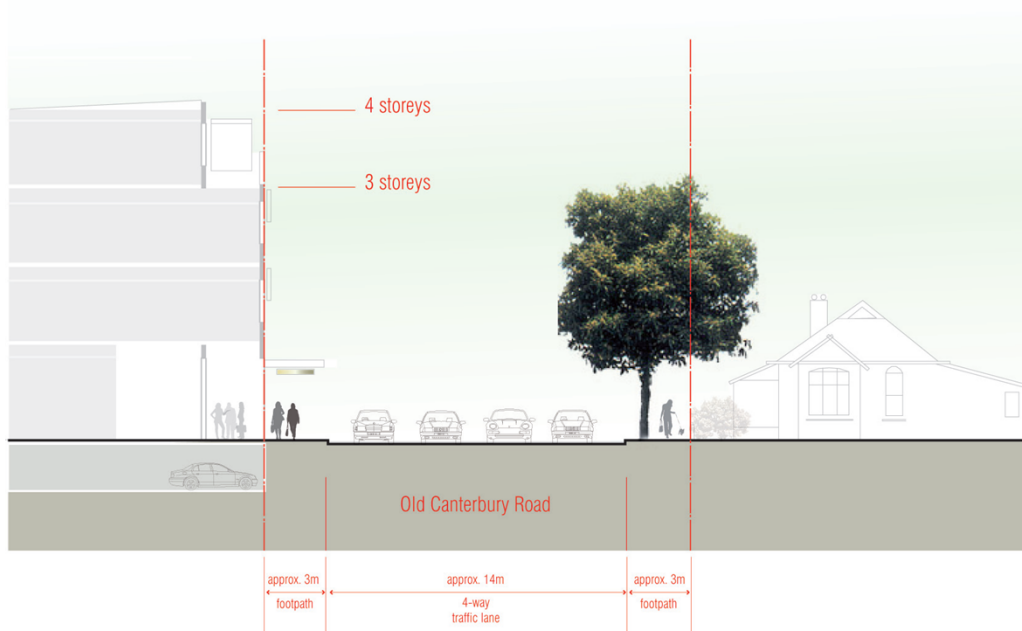 4 storeys
3 storeys
Old Canterbury Road
approx. 3m
footpath
approx. 14m
4-way
traffic lane
approx. 3m
footpath